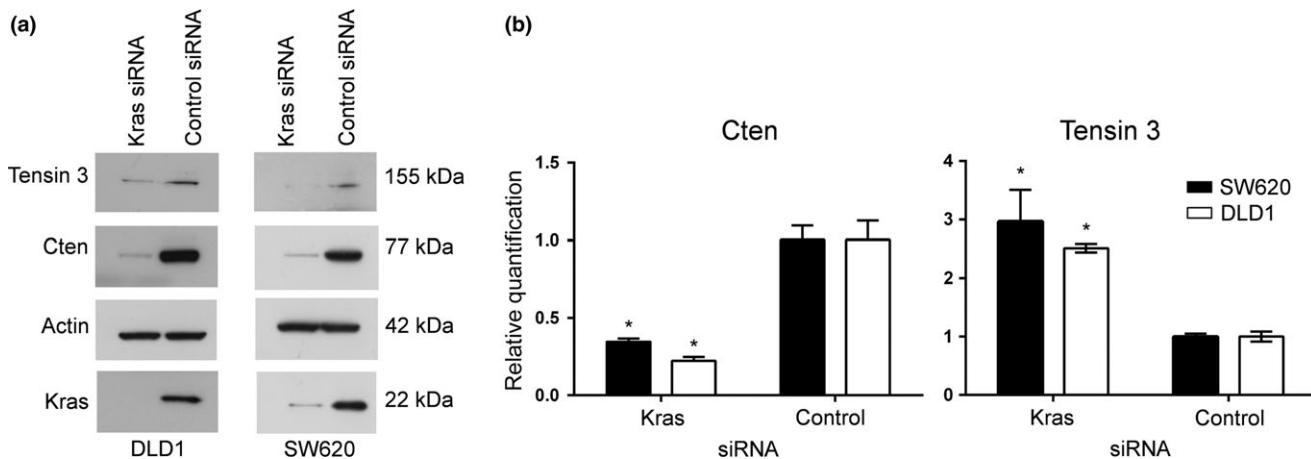 (a)
Kras siRNA
Control siRNA
Kras siRNA
Control siRNA
Tensin 3
155 kDa
Cten
77 kDa
Actin
42 kDa
Kras
22 kDa
DLD1
SW620
(b)
Cten
Relative quantification
1.5
1.0
0.5
0.0
*
*
Kras
Control
siRNA
Tensin 3
4
3
2
1
0
*
*
SW620
DLD1
Kras
Control
siRNA